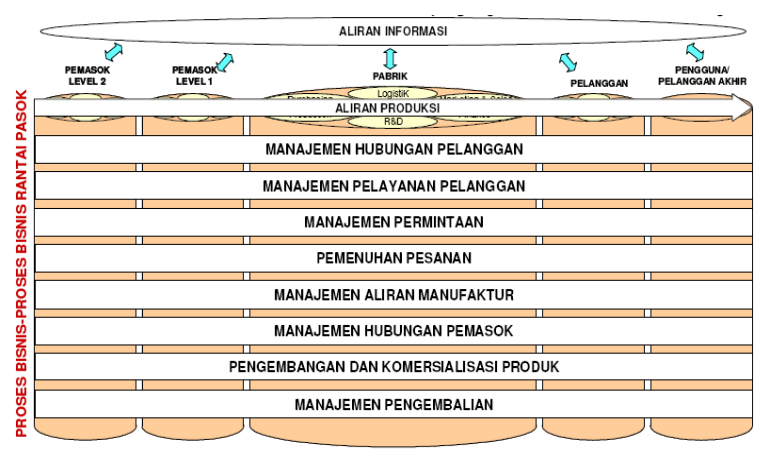 ALIRAN INFORMASI
PEMASOK
LEVEL 2
PEMASOK
LEVEL 1
PABRIK
PELANGGAN
PENGGUNA/
PELANGGAN AKHIR
Logistik
ALIRAN PRODUKSI
R&D
MANAJEMEN HUBUNGAN PELANGGAN
MANAJEMEN PELAYANAN PELANGGAN
MANAJEMEN PERMINTAAN
PEMENUHAN PESANAN
MANAJEMEN ALIRAN MANUFAKTUR
MANAJEMEN HUBUNGAN PEMASOK
PENGEMBANGAN DAN KOMERSIALISASI PRODUK
MANAJEMEN PENGEMBALIAN
PROSES BISNIS-PROSES BISNIS RANTAI PASOK